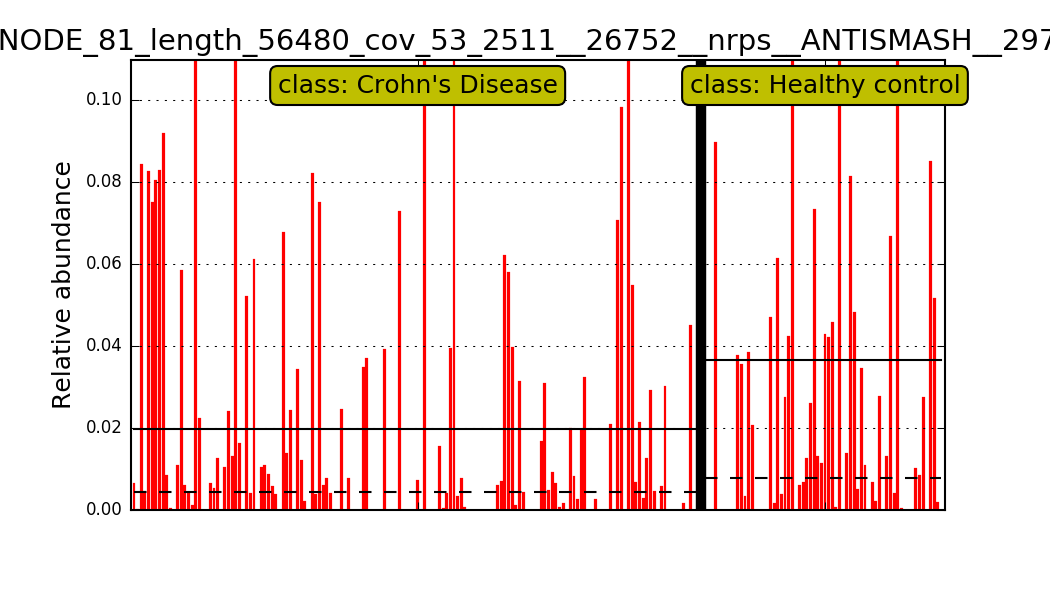 NODE_81_length_56480_cov_53_2511__26752__nrps__ANTISMASH__297
class: Crohn's Disease
class: Healthy control
Relative abundance
0.10
0.08
0.06
0.04
0.02
0.00